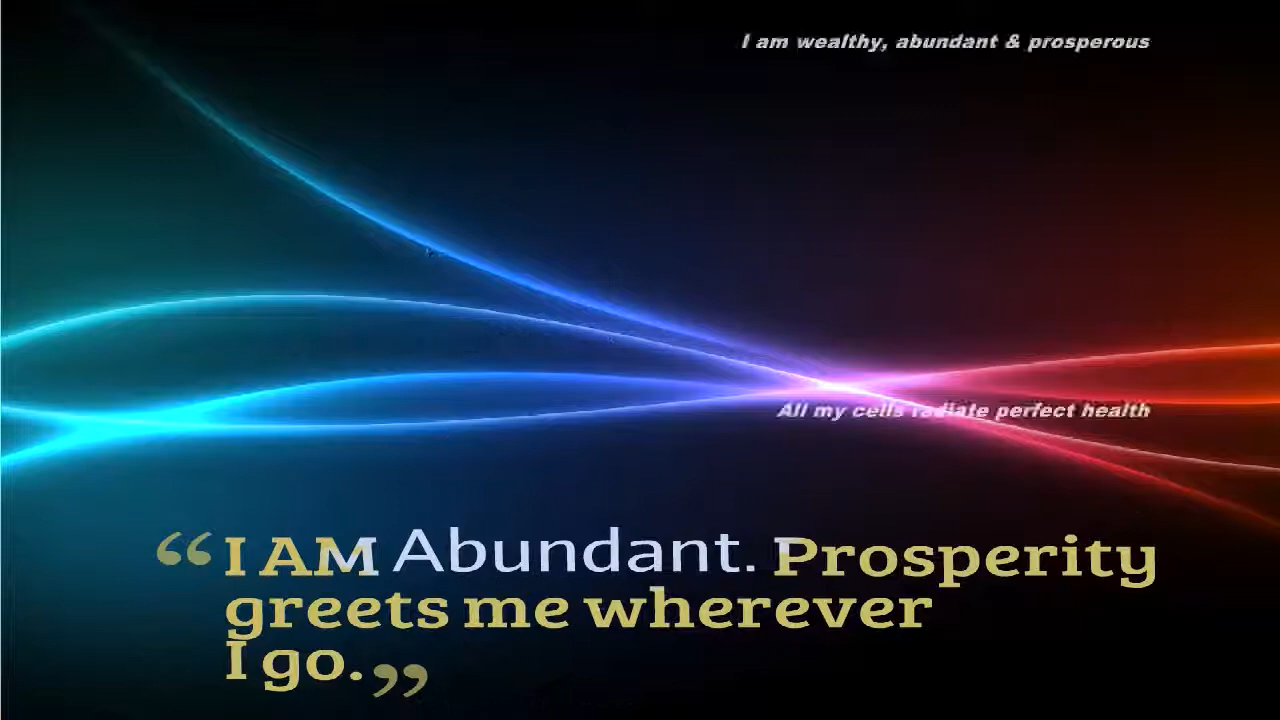 I am wealthy, abundant & prosperous
All my cells radiate perfect health
“I AM Abundant. Prosperity
greets me wherever
I go.”